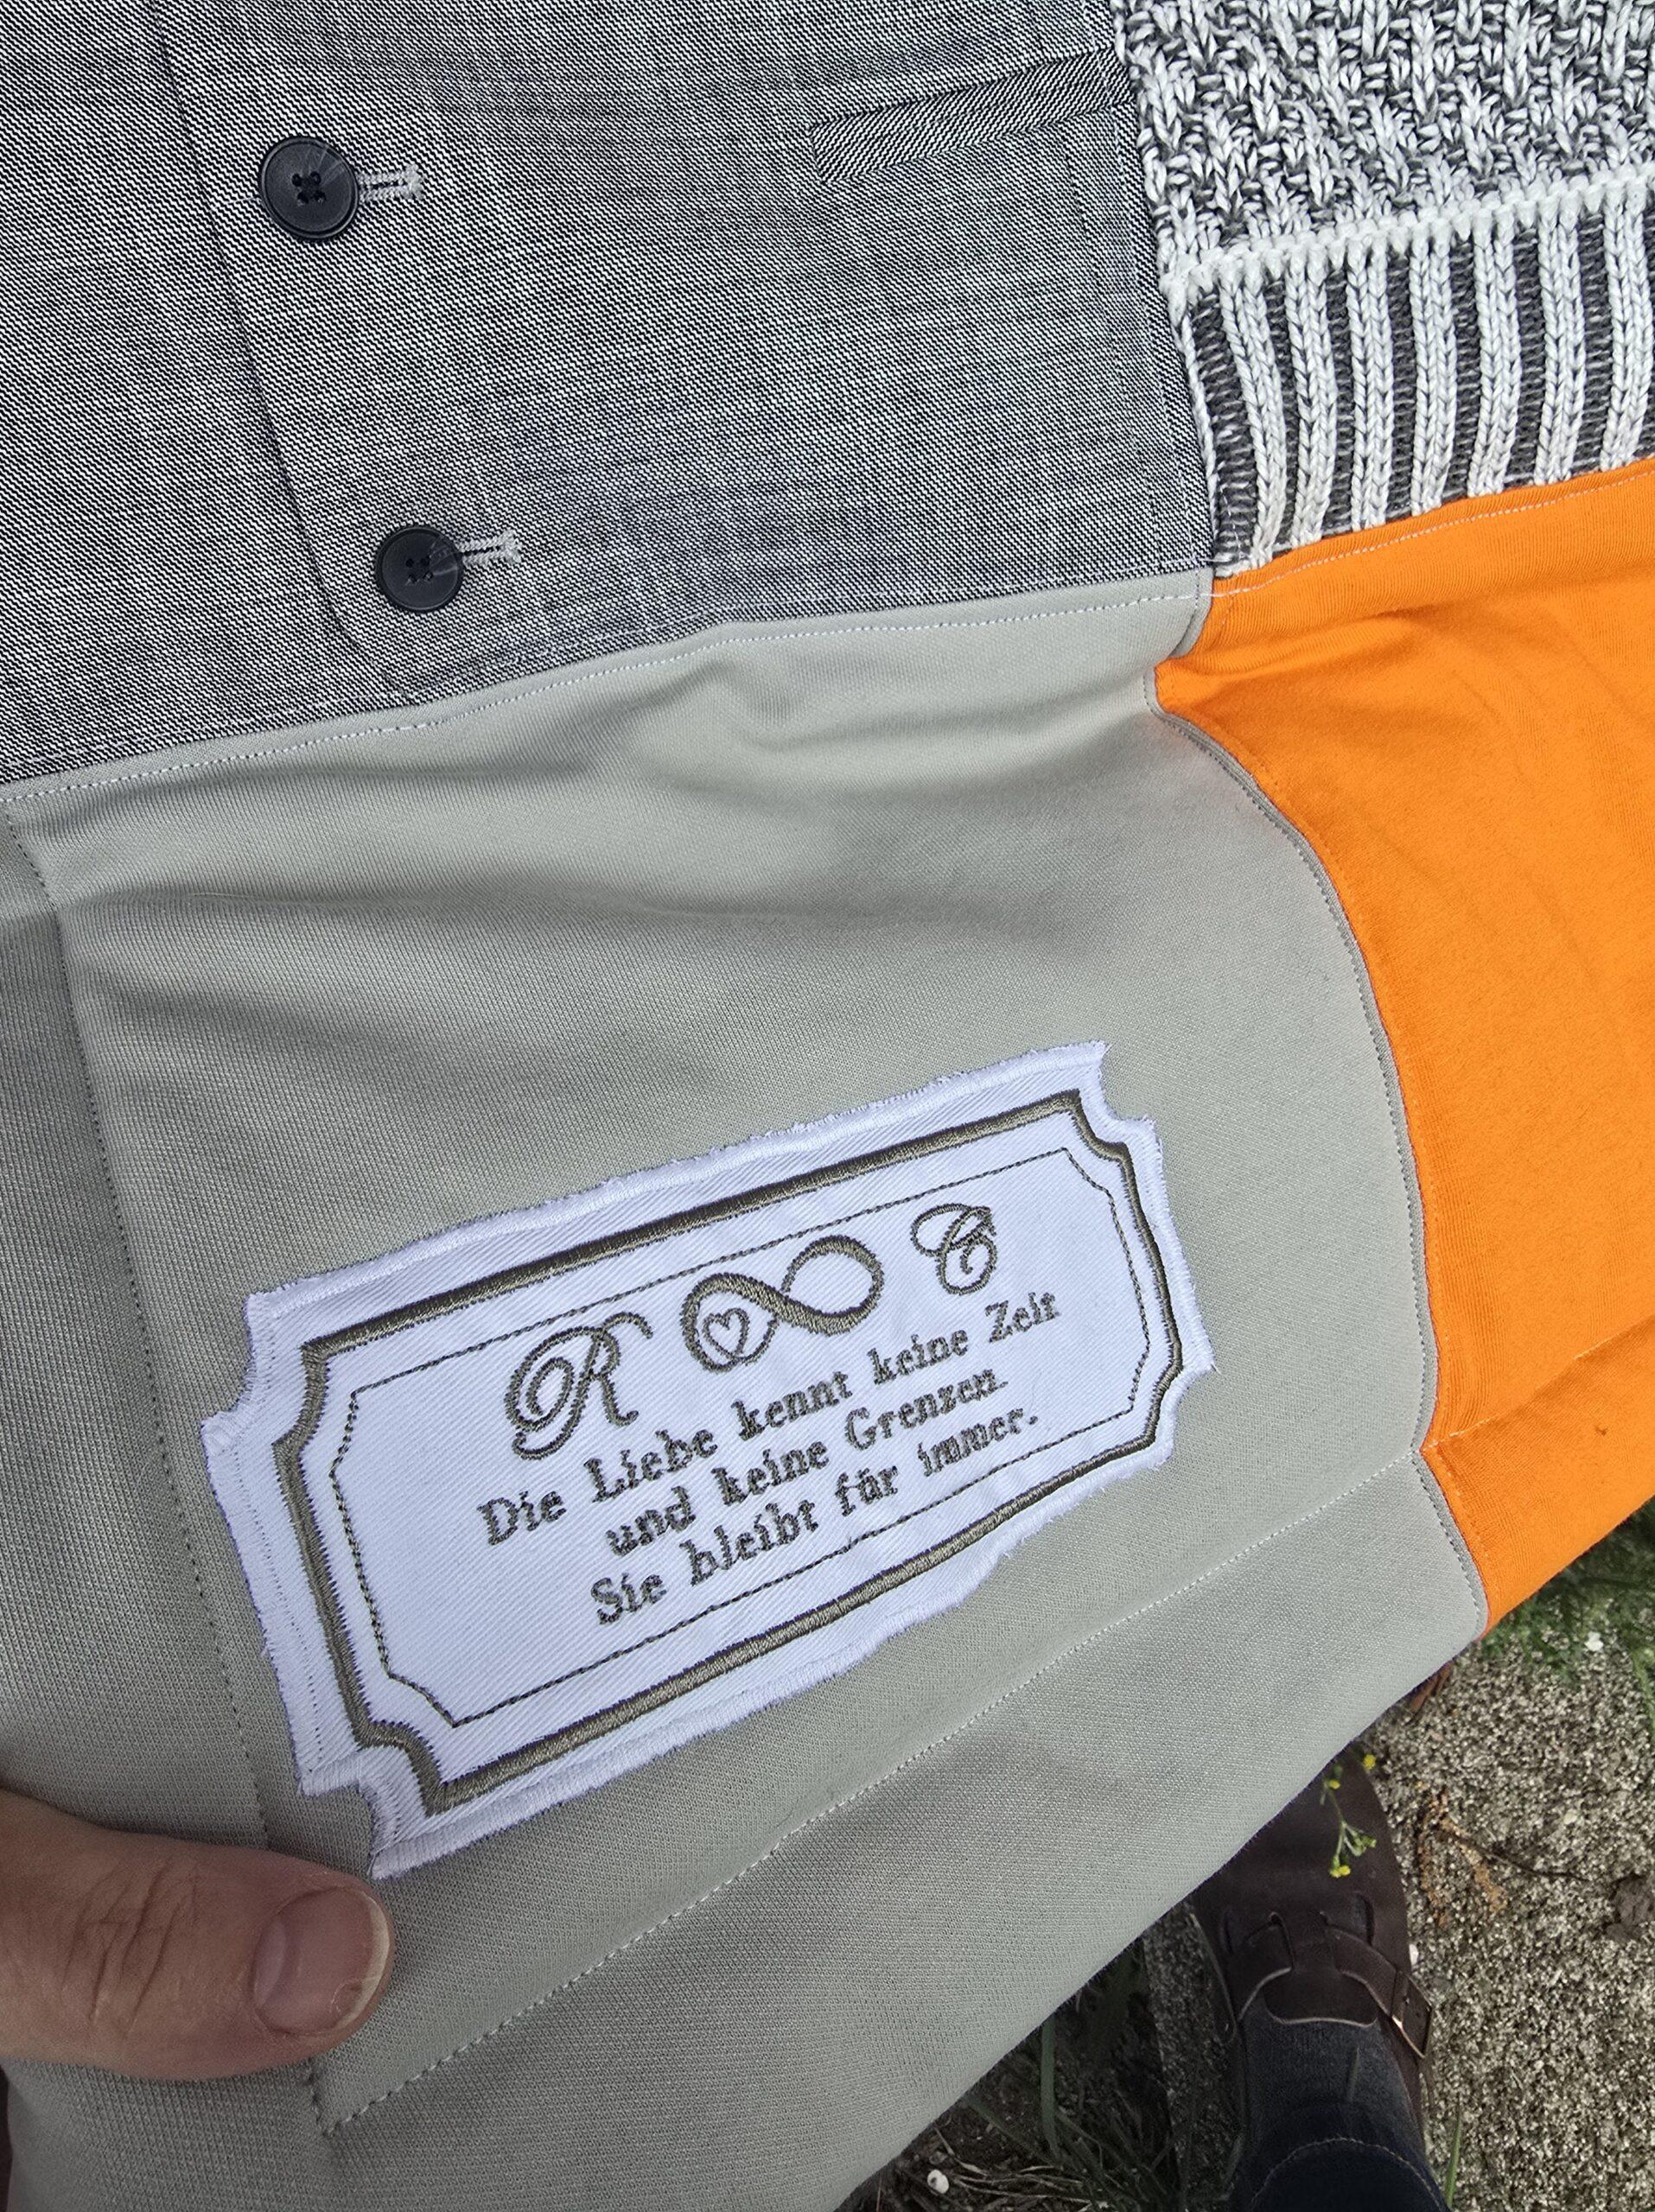 R ∞ C
Die Liebe kennt keine Zeit
und keine Grenzen.
Sie bleibt für immer.